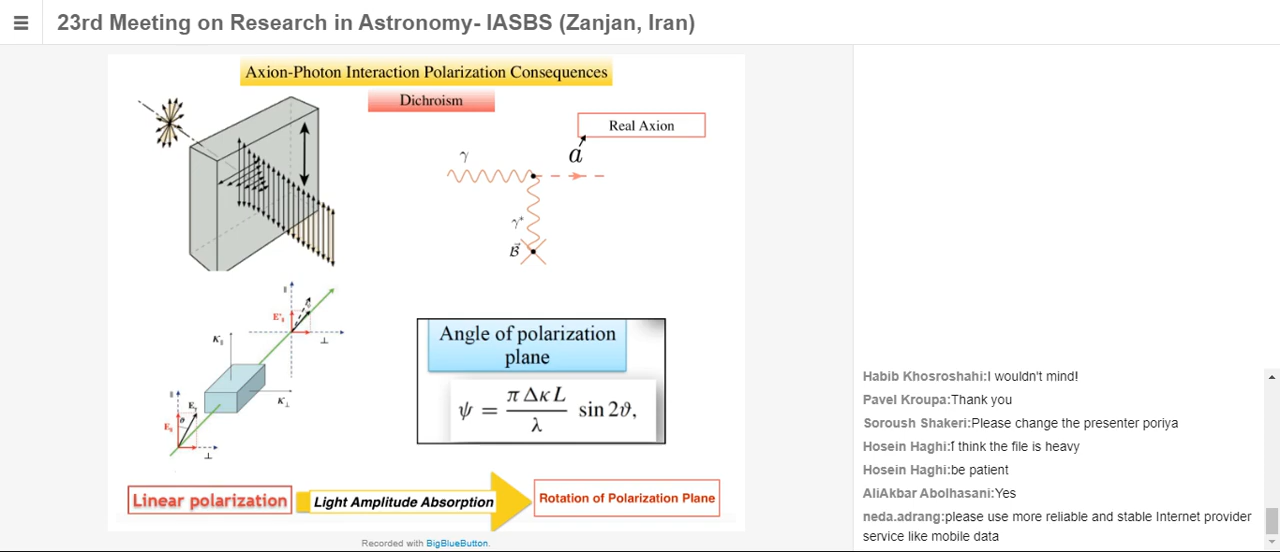 ☰ 23rd Meeting on Research in Astronomy- IASBS (Zanjan, Iran)
Axion-Photon Interaction Polarization Consequences
Dichroism
Real Axion
γ
a
γ*
B⃗
Angle of polarization
plane
ψ = π Δκ L / λ sin 2ϑ,
E'∥
⊥
κ∥
κ⊥
θ
E∥
⊥
Linear polarization
Light Amplitude Absorption
Rotation of Polarization Plane
Recorded with BigBlueButton.
Habib Khosroshahi:I wouldn't mind!
Pavel Kroupa:Thank you
Soroush Shakeri:Please change the presenter poriya
Hosein Haghi:I think the file is heavy
Hosein Haghi:be patient
AliAkbar Abolhasani:Yes
neda.adrang:please use more reliable and stable Internet provider
service like mobile data